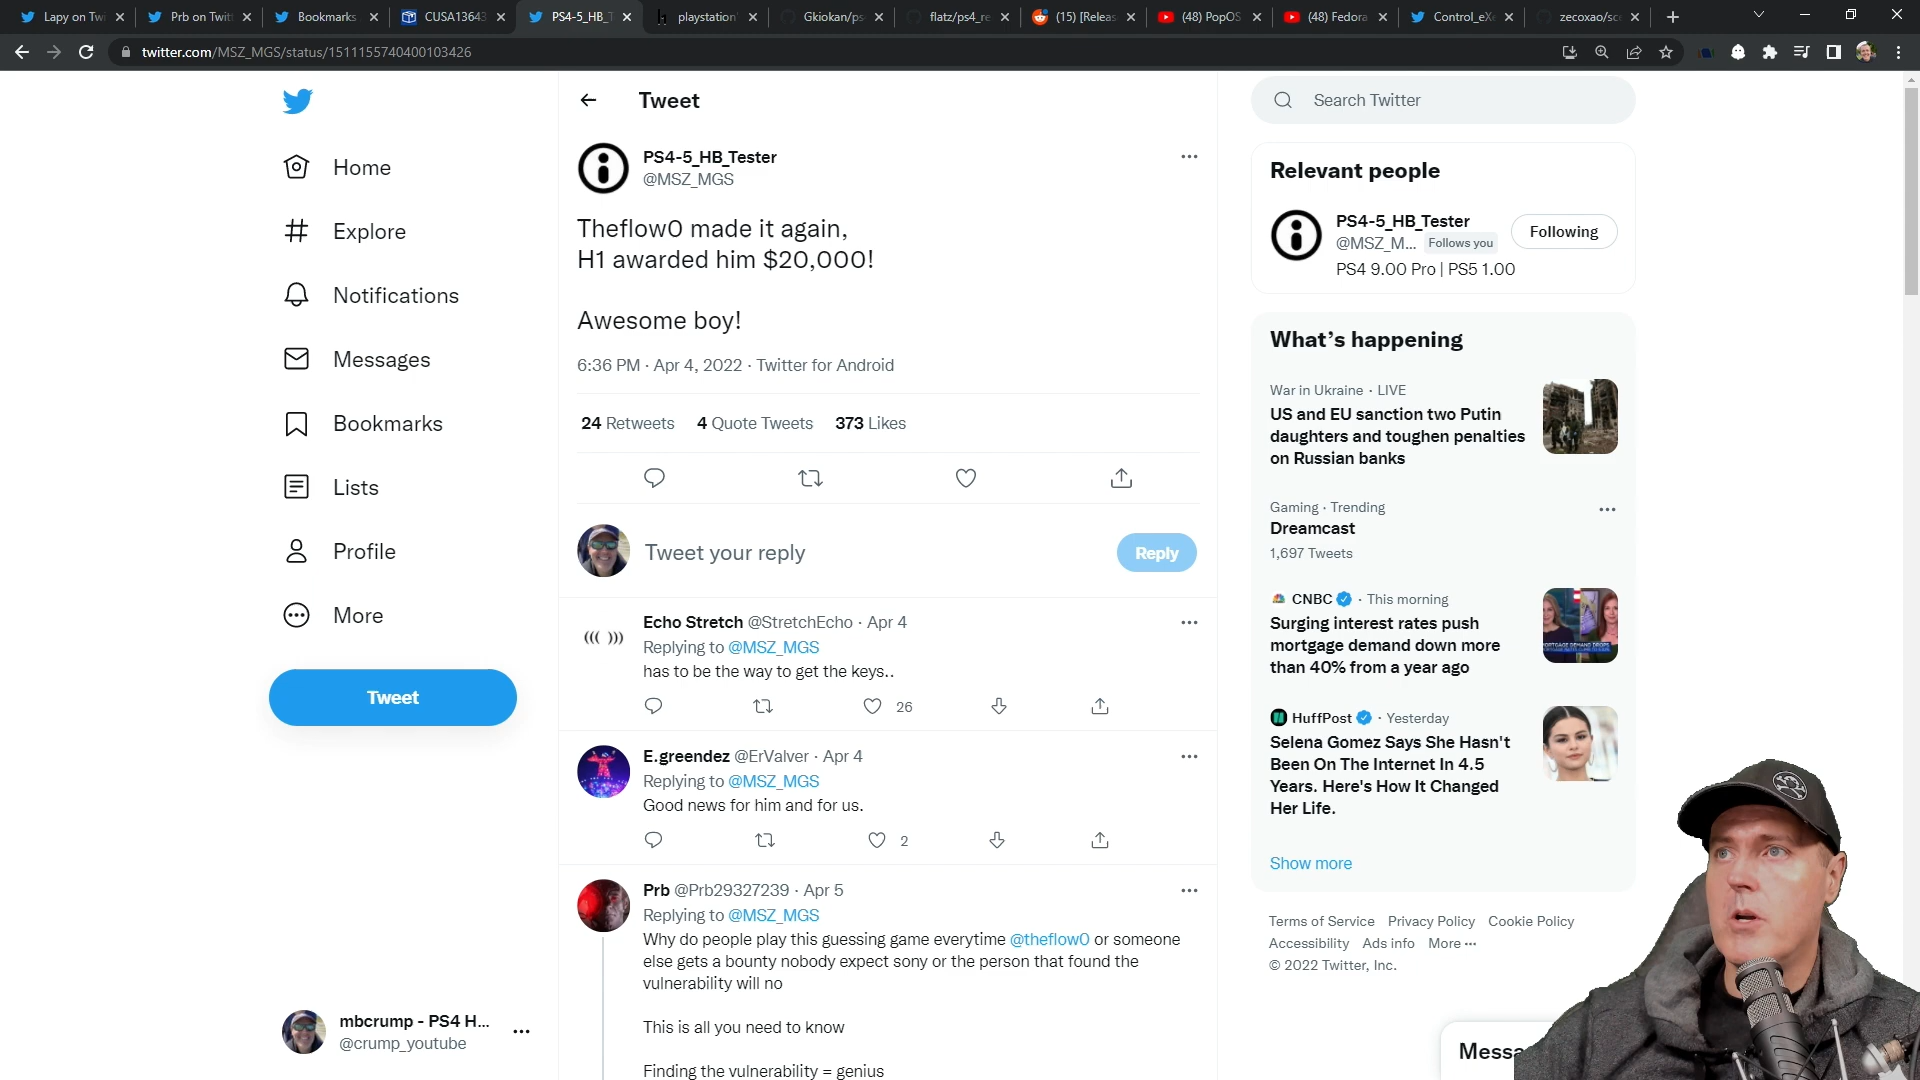 Lapy on Twi
Prb on Twitt
Bookmarks
CUSA13643
PS4-5_HB_T
playstation
Gkiokan/ps
flatz/ps4_re
(15) [Releas
(48) PopOS
(48) Fedora
Control_eXe
zecoxao/sce
twitter.com/MSZ_MGS/status/1511155740400103426
Home
Explore
Notifications
Messages
Bookmarks
Lists
Profile
More
Tweet
mbcrump - PS4 H...
@crump_youtube
Tweet
PS4-5_HB_Tester
@MSZ_MGS
Theflow0 made it again,
H1 awarded him $20,000!
Awesome boy!
6:36 PM · Apr 4, 2022 · Twitter for Android
24 Retweets 4 Quote Tweets 373 Likes
Tweet your reply
Reply
Echo Stretch @StretchEcho · Apr 4
Replying to @MSZ_MGS
has to be the way to get the keys..
26
E.greendez @ErValver · Apr 4
Replying to @MSZ_MGS
Good news for him and for us.
2
Prb @Prb29327239 · Apr 5
Replying to @MSZ_MGS
Why do people play this guessing game everytime @theflow0 or someone
else gets a bounty nobody expect sony or the person that found the
vulnerability will no
This is all you need to know
Finding the vulnerability = genius
Search Twitter
Relevant people
PS4-5_HB_Tester
@MSZ_M... Follows you
Following
PS4 9.00 Pro | PS5 1.00
What's happening
War in Ukraine · LIVE
US and EU sanction two Putin
daughters and toughen penalties
on Russian banks
Gaming · Trending
Dreamcast
1,697 Tweets
CNBC · This morning
Surging interest rates push
mortgage demand down more
than 40% from a year ago
HuffPost · Yesterday
Selena Gomez Says She Hasn't
Been On The Internet In 4.5
Years. Here's How It Changed
Her Life.
Show more
Terms of Service Privacy Policy Cookie Policy
Accessibility Ads info More ···
© 2022 Twitter, Inc.
Messa